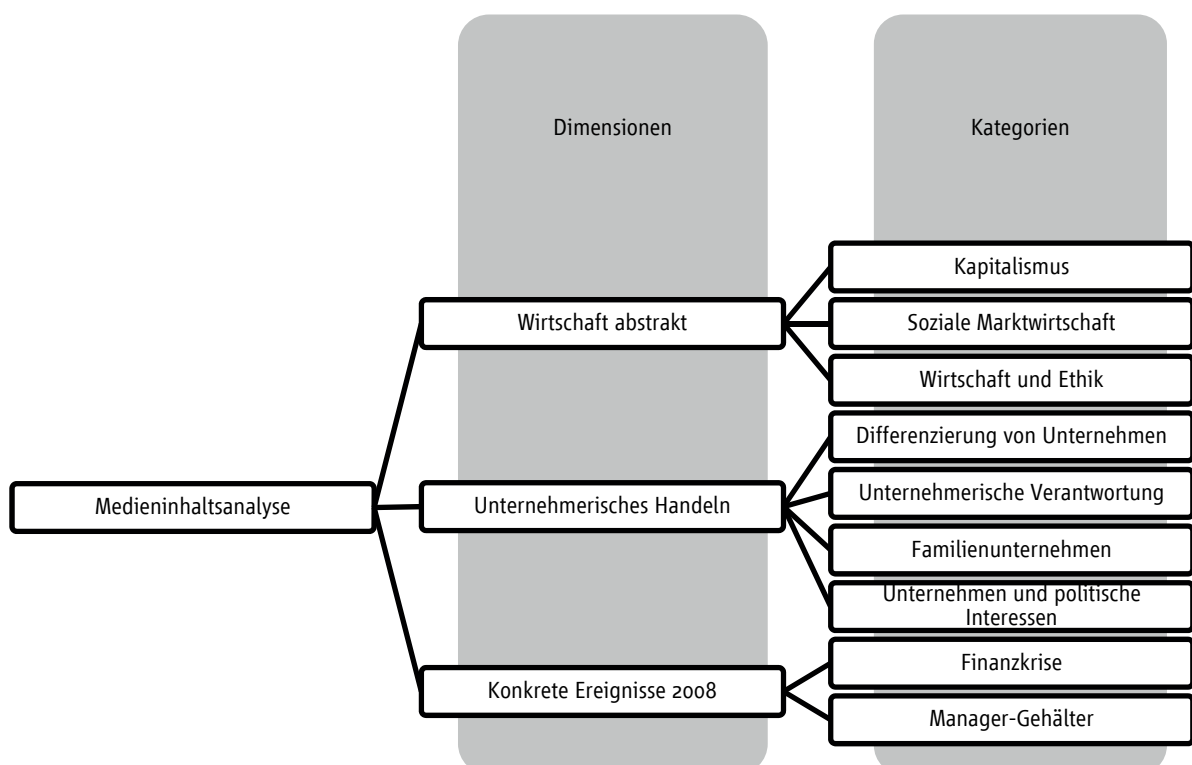 Dimensionen
Kategorien
Kapitalismus
Wirtschaft abstrakt
Soziale Marktwirtschaft
Wirtschaft und Ethik
Differenzierung von Unternehmen
Medieninhaltsanalyse
Unternehmerisches Handeln
Unternehmerische Verantwortung
Familienunternehmen
Unternehmen und politische
Interessen
Konkrete Ereignisse 2008
Finanzkrise
Manager-Gehälter